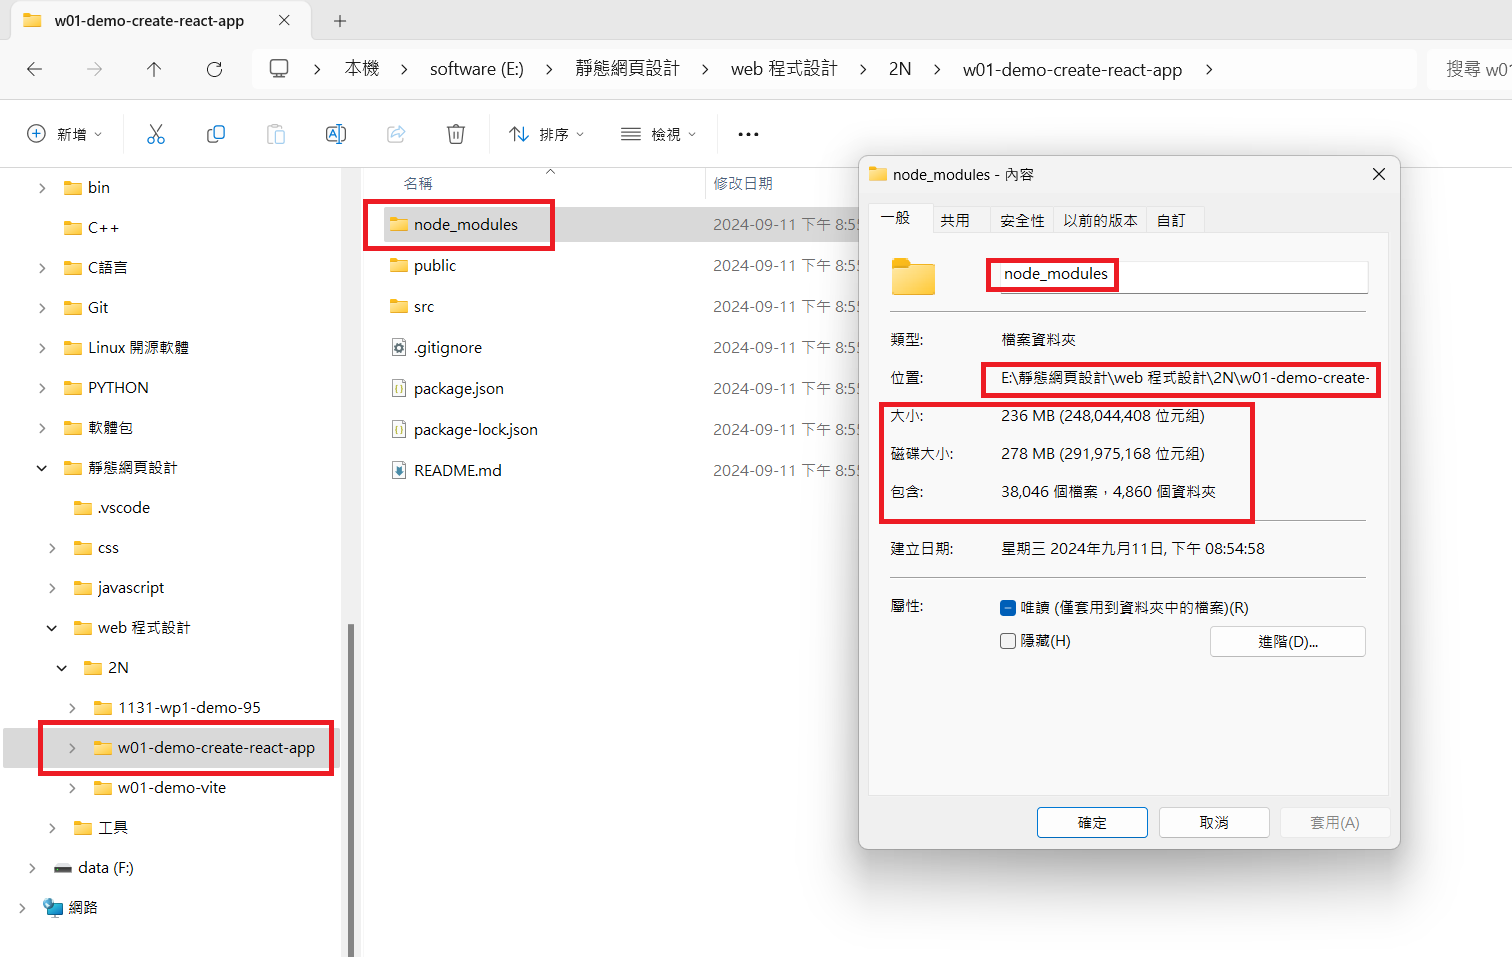 w01-demo-create-react-app
本機 > software (E:) > 靜態網頁設計 > web 程式設計 > 2N > w01-demo-create-react-app >
搜尋 w01
新增
排序
檢視
bin
C++
C語言
Git
Linux 開源軟體
PYTHON
軟體包
靜態網頁設計
.vscode
css
javascript
web 程式設計
2N
1131-wp1-demo-95
w01-demo-create-react-app
w01-demo-vite
工具
data (F:)
網路
名稱 修改日期
node_modules 2024-09-11 下午 8:55
public 2024-09-11 下午 8:55
src 2024-09-11 下午 8:55
.gitignore 2024-09-11 下午 8:55
package.json 2024-09-11 下午 8:55
package-lock.json 2024-09-11 下午 8:55
README.md 2024-09-11 下午 8:55
node_modules - 內容
一般 共用 安全性 以前的版本 自訂
node_modules
類型: 檔案資料夾
位置: E:\靜態網頁設計\web 程式設計\2N\w01-demo-create-
大小: 236 MB (248,044,408 位元組)
磁碟大小: 278 MB (291,975,168 位元組)
包含: 38,046 個檔案，4,860 個資料夾
建立日期: 星期三 2024年九月11日, 下午 08:54:58
屬性: 唯讀 (僅套用到資料夾中的檔案)(R)
隱藏(H)
進階(D)...
確定 取消 套用(A)